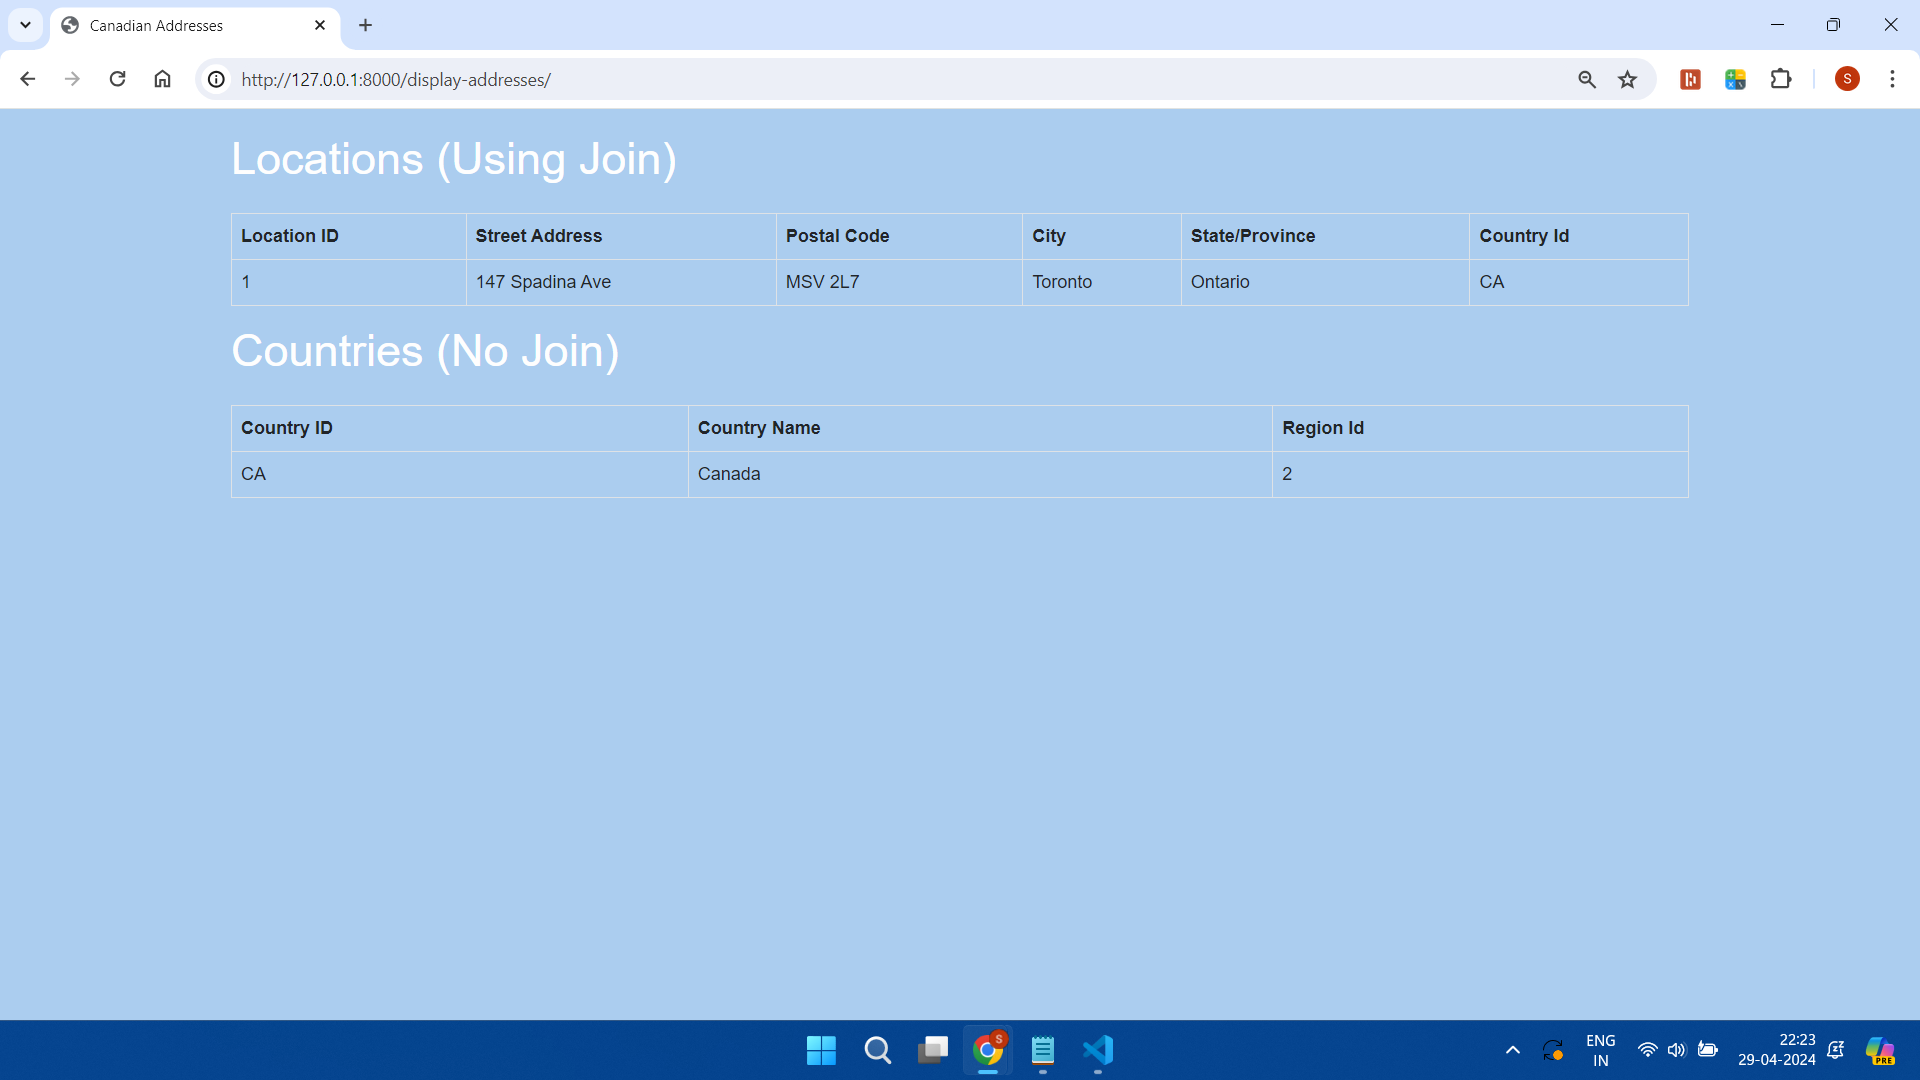 Canadian Addresses
http://127.0.0.1:8000/display-addresses/
S
Locations (Using Join)
Location ID Street Address Postal Code City State/Province Country Id
1 147 Spadina Ave MSV 2L7 Toronto Ontario CA
Countries (No Join)
Country ID Country Name Region Id
CA Canada 2
S
ENG
IN
22:23
29-04-2024
PRE